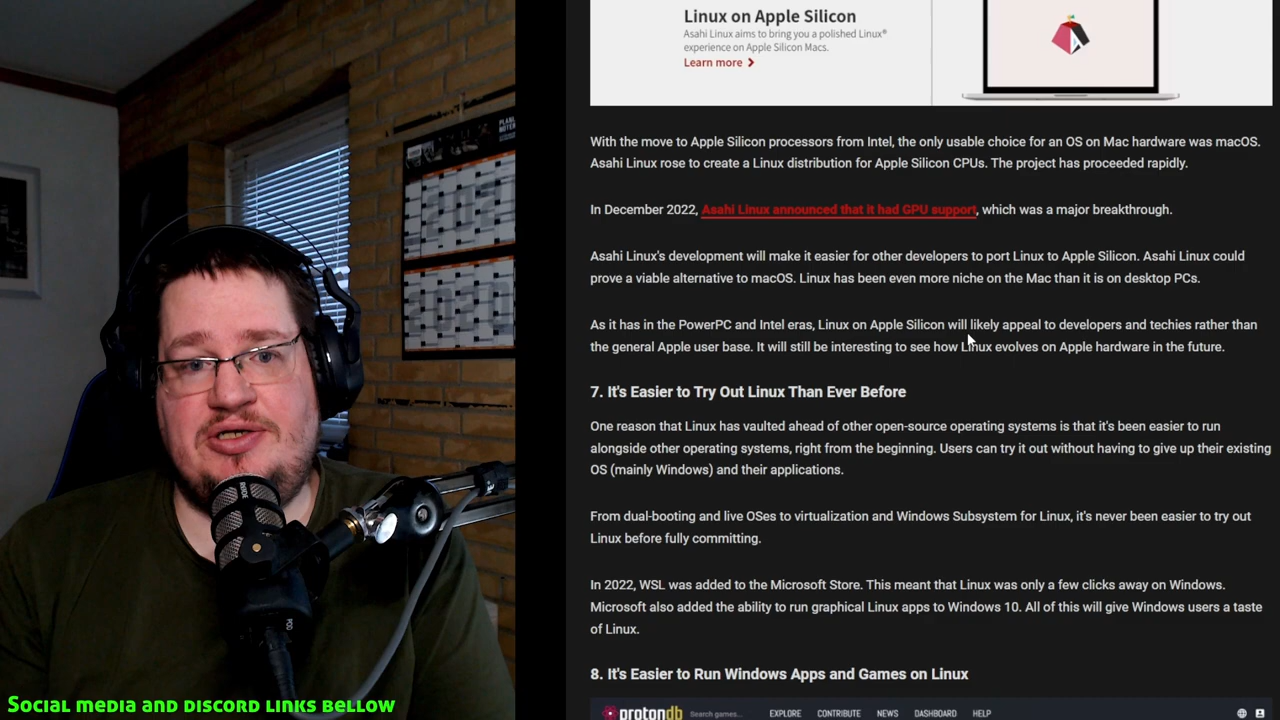 Linux on Apple Silicon
Asahi Linux aims to bring you a polished Linux®
experience on Apple Silicon Macs.
Learn more
With the move to Apple Silicon processors from Intel, the only usable choice for an OS on Mac hardware was macOS.
Asahi Linux rose to create a Linux distribution for Apple Silicon CPUs. The project has proceeded rapidly.
In December 2022, Asahi Linux announced that it had GPU support, which was a major breakthrough.
Asahi Linux's development will make it easier for other developers to port Linux to Apple Silicon. Asahi Linux could
prove a viable alternative to macOS. Linux has been even more niche on the Mac than it is on desktop PCs.
As it has in the PowerPC and Intel eras, Linux on Apple Silicon will likely appeal to developers and techies rather than
the general Apple user base. It will still be interesting to see how Linux evolves on Apple hardware in the future.
7. It's Easier to Try Out Linux Than Ever Before
One reason that Linux has vaulted ahead of other open-source operating systems is that it's been easier to run
alongside other operating systems, right from the beginning. Users can try it out without having to give up their existing
OS (mainly Windows) and their applications.
From dual-booting and live OSes to virtualization and Windows Subsystem for Linux, it's never been easier to try out
Linux before fully committing.
In 2022, WSL was added to the Microsoft Store. This meant that Linux was only a few clicks away on Windows.
Microsoft also added the ability to run graphical Linux apps to Windows 10. All of this will give Windows users a taste
of Linux.
8. It's Easier to Run Windows Apps and Games on Linux
protondb Search games... EXPLORE CONTRIBUTE NEWS DASHBOARD HELP
RODE
Social media and discord links bellow